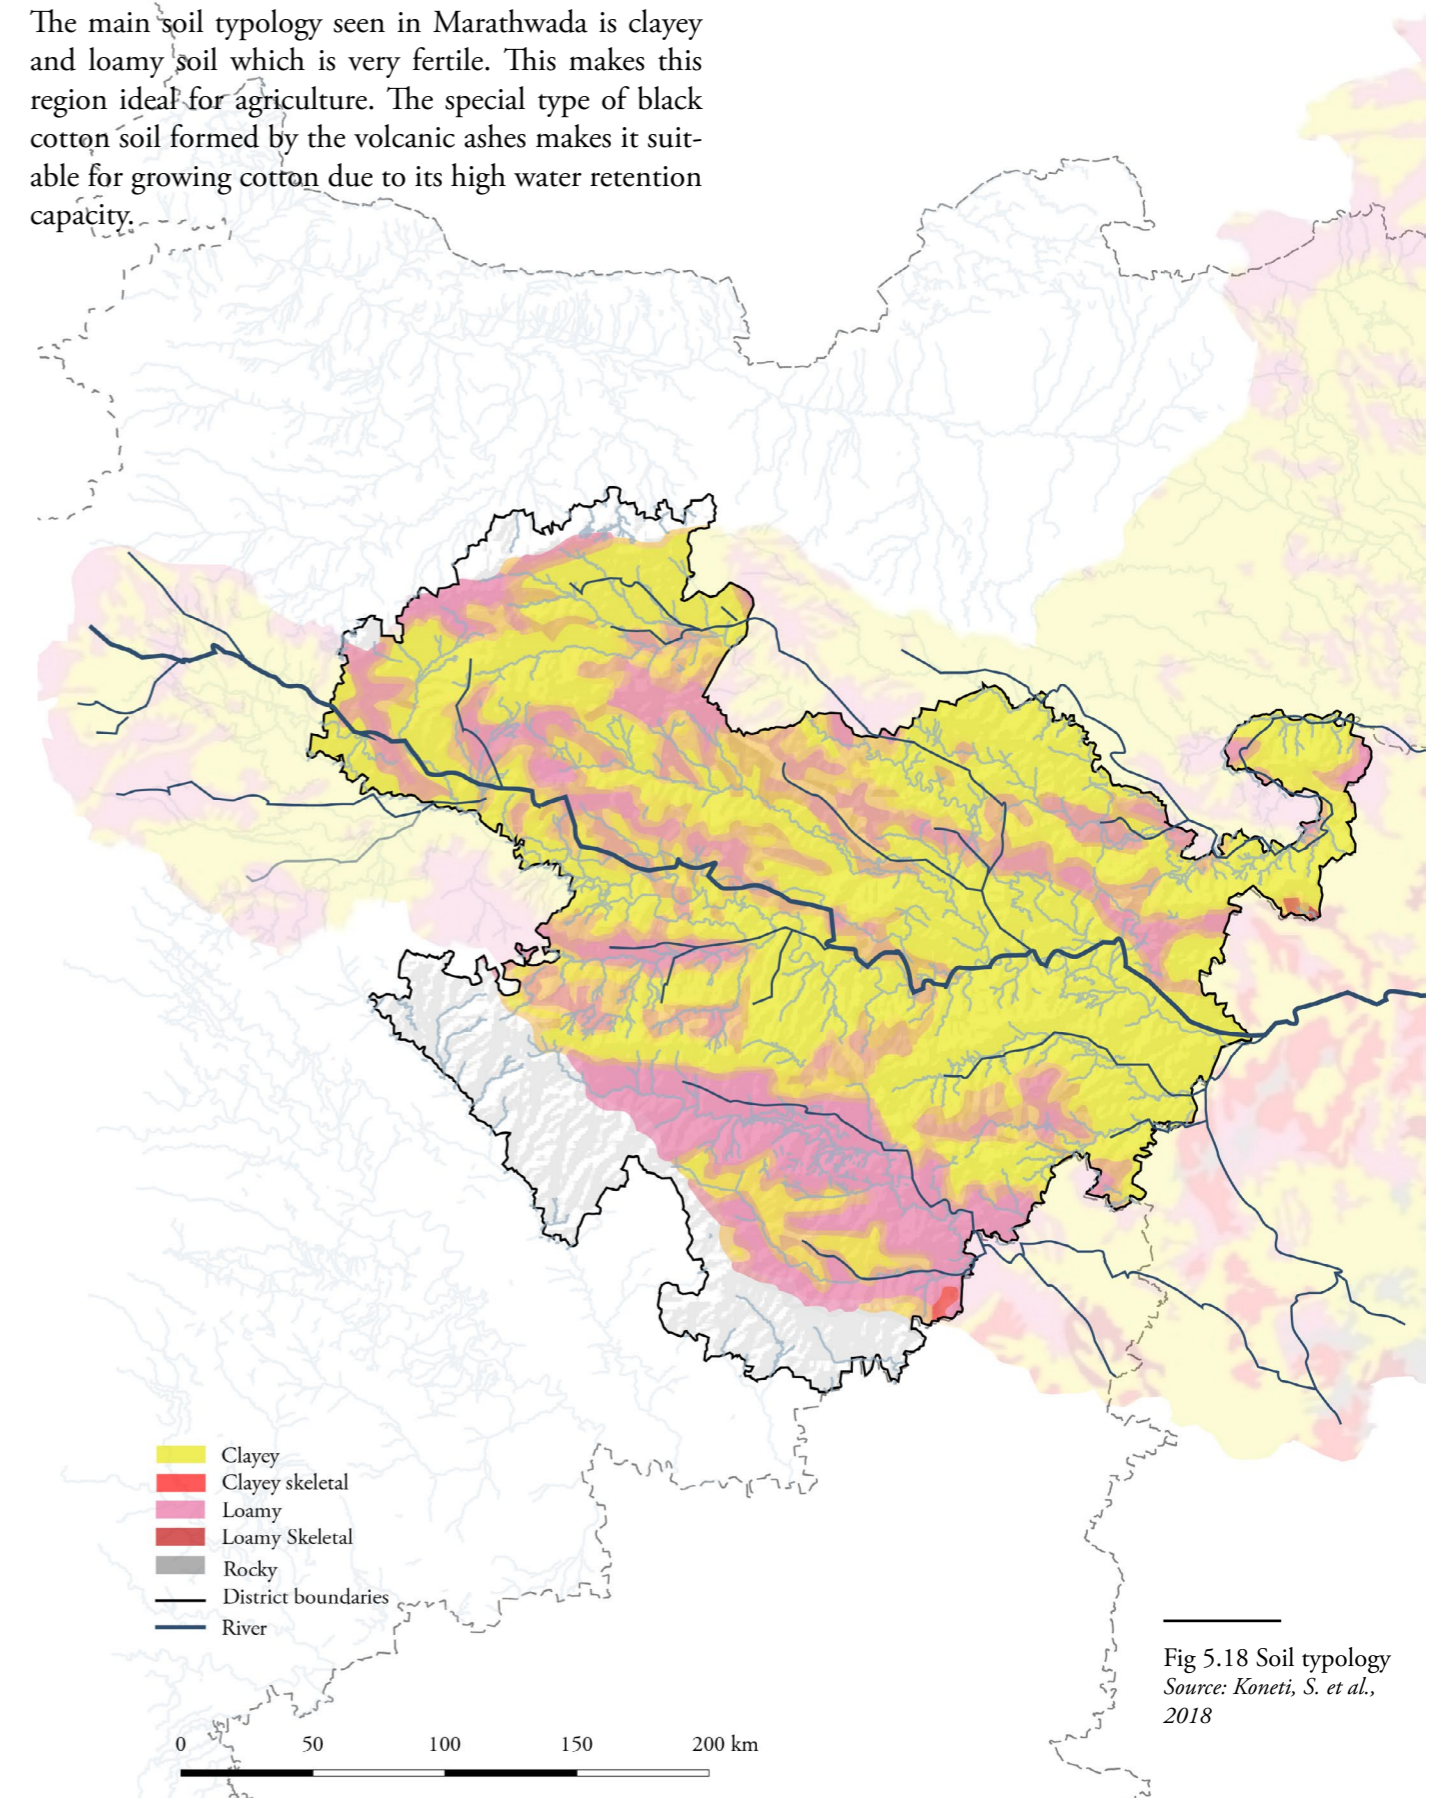 The main soil typology seen in Marathwada is clayey
and loamy soil which is very fertile. This makes this
region ideal for agriculture. The special type of black
cotton soil formed by the volcanic ashes makes it suit-
able for growing cotton due to its high water retention
capacity.
Clayey
Clayey skeletal
Loamy
Loamy Skeletal
Rocky
District boundaries
River
Fig 5.18 Soil typology
Source: Koneti, S. et al.,
2018
0 50 100 150 200 km